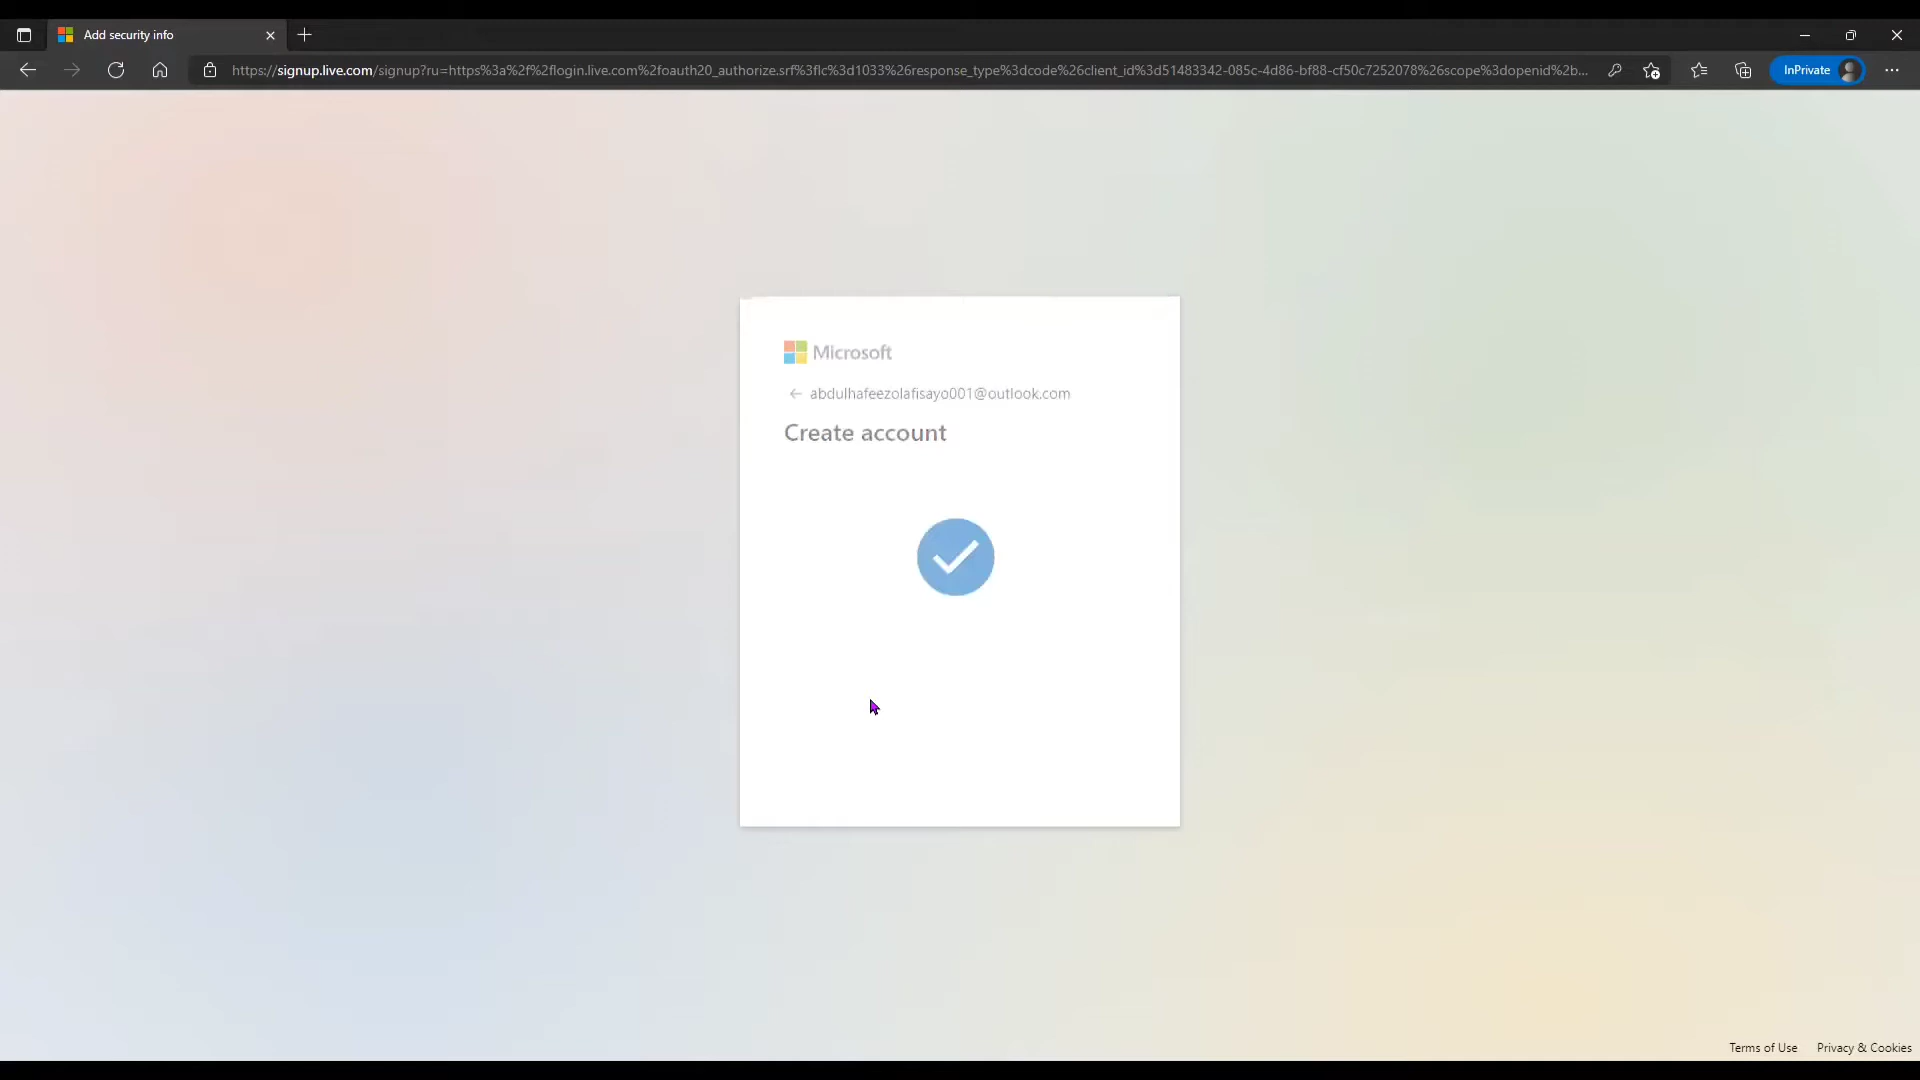 Add security info
https://signup.live.com/signup?ru=https%3a%2f%2flogin.live.com%2foauth20_authorize.srf%3flc%3d1033%26response_type%3dcode%26client_id%3d51483342-085c-4d86-bf88-cf50c7252078%26scope%3dopenid%2b...
InPrivate
Microsoft
abdulhafeezolafisayo001@outlook.com
Create account
Terms of Use Privacy & Cookies